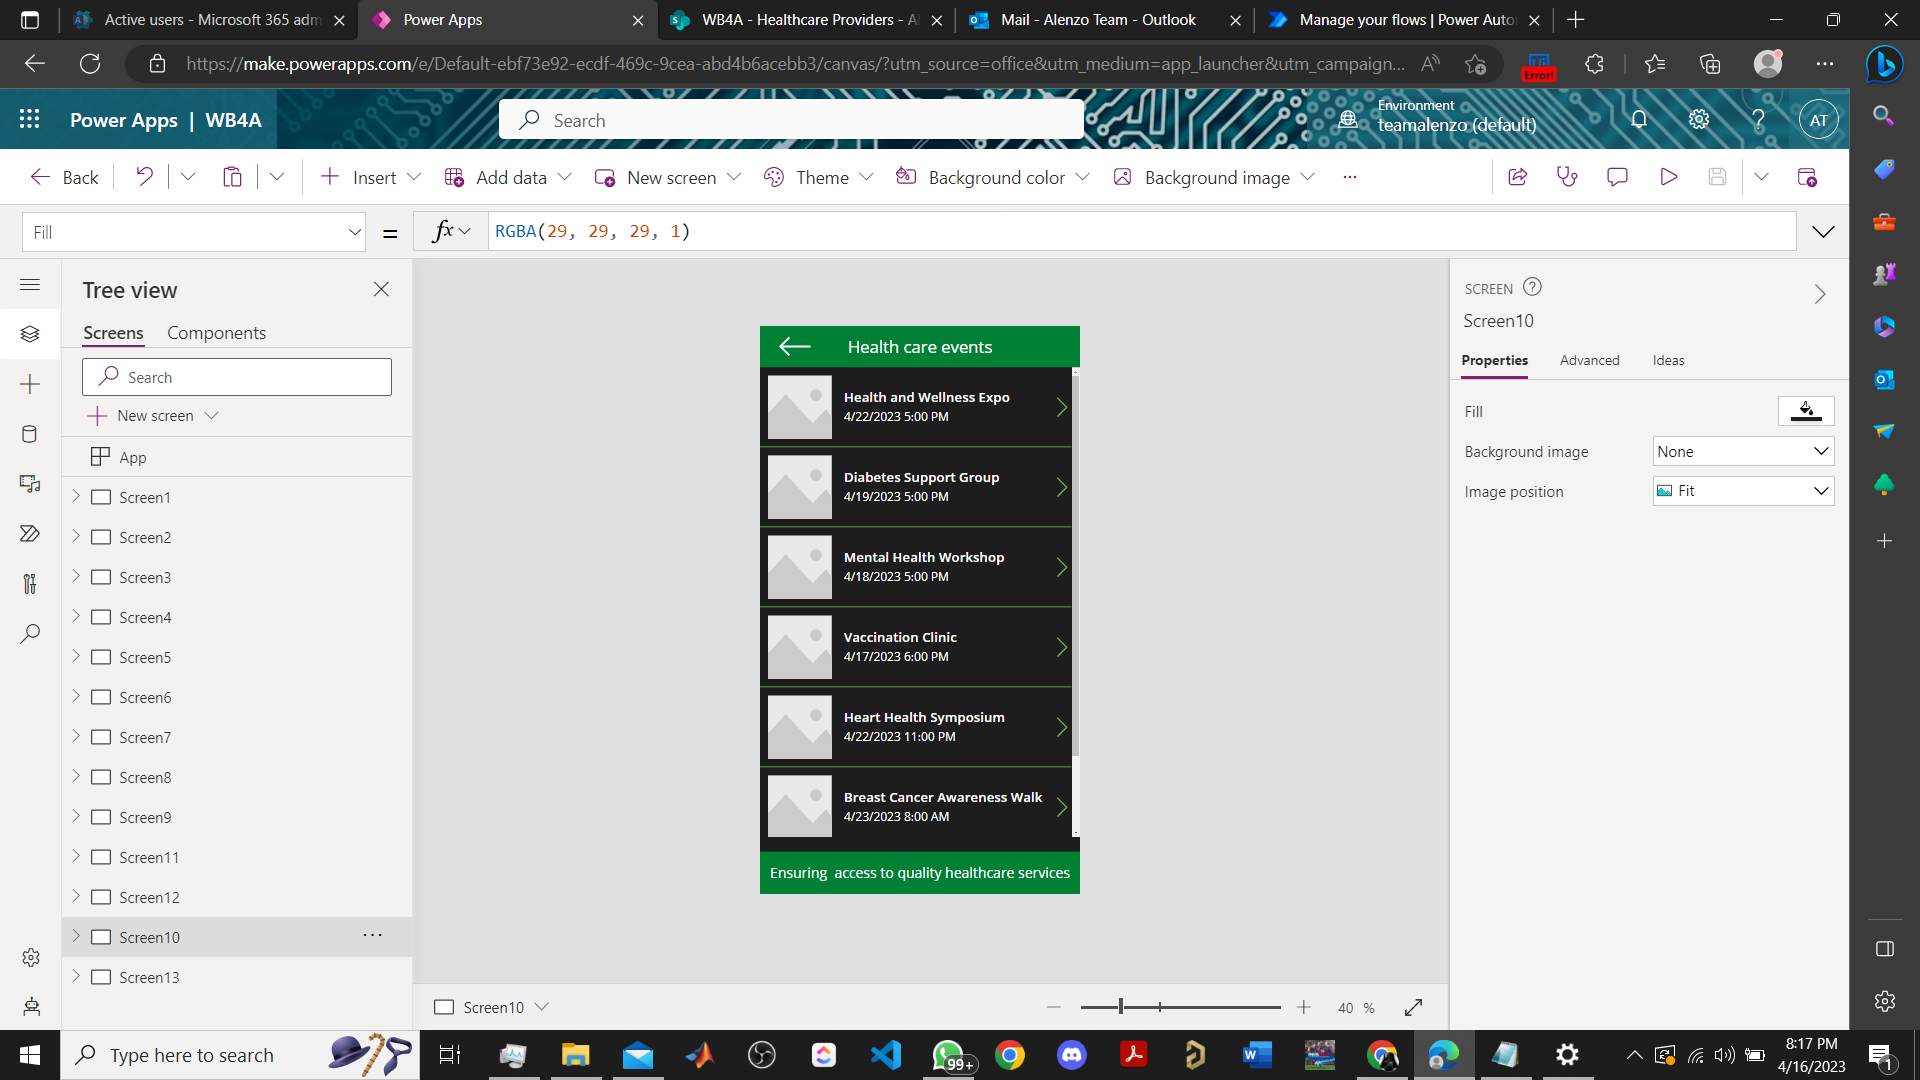 Active users - Microsoft 365 adm
Power Apps
WB4A - Healthcare Providers - Al
Mail - Alenzo Team - Outlook
Manage your flows | Power Auto
https://make.powerapps.com/e/Default-ebf73e92-ecdf-469c-9cea-abd4b6acebb3/canvas/?utm_source=office&utm_medium=app_launcher&utm_campaign...
Error!
Power Apps | WB4A
Search
Environment
teamalenzo (default)
AT
Back
Insert
Add data
New screen
Theme
Background color
Background image
Fill
=
fx
RGBA(29, 29, 29, 1)
Tree view
Screens
Components
Search
New screen
App
Screen1
Screen2
Screen3
Screen4
Screen5
Screen6
Screen7
Screen8
Screen9
Screen11
Screen12
Screen10
Screen13
Health care events
Health and Wellness Expo
4/22/2023 5:00 PM
Diabetes Support Group
4/19/2023 5:00 PM
Mental Health Workshop
4/18/2023 5:00 PM
Vaccination Clinic
4/17/2023 6:00 PM
Heart Health Symposium
4/22/2023 11:00 PM
Breast Cancer Awareness Walk
4/23/2023 8:00 AM
Ensuring access to quality healthcare services
SCREEN
Screen10
Properties
Advanced
Ideas
Fill
Background image
None
Image position
Fit
Screen10
40 %
Type here to search
99+
8:17 PM
4/16/2023
1